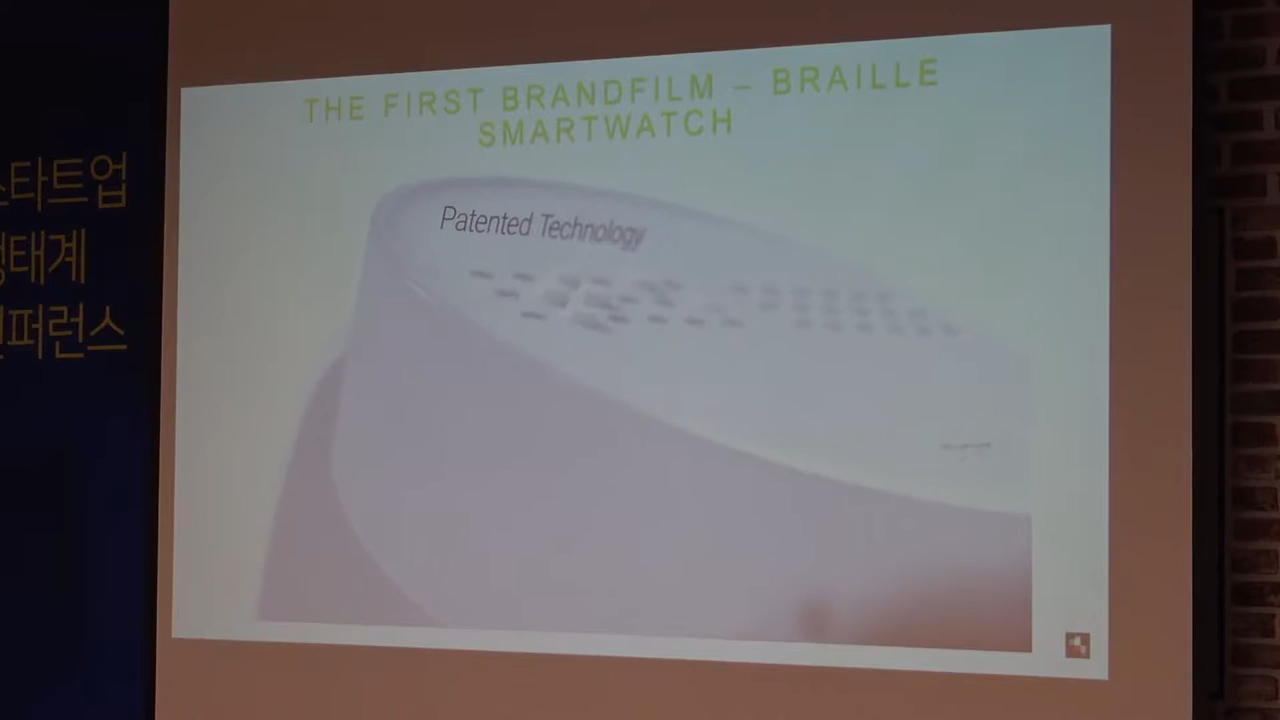 THE FIRST BRANDFILM – BRAILLE
SMARTWATCH
Patented Technology
스타트업
생태계
컨퍼런스